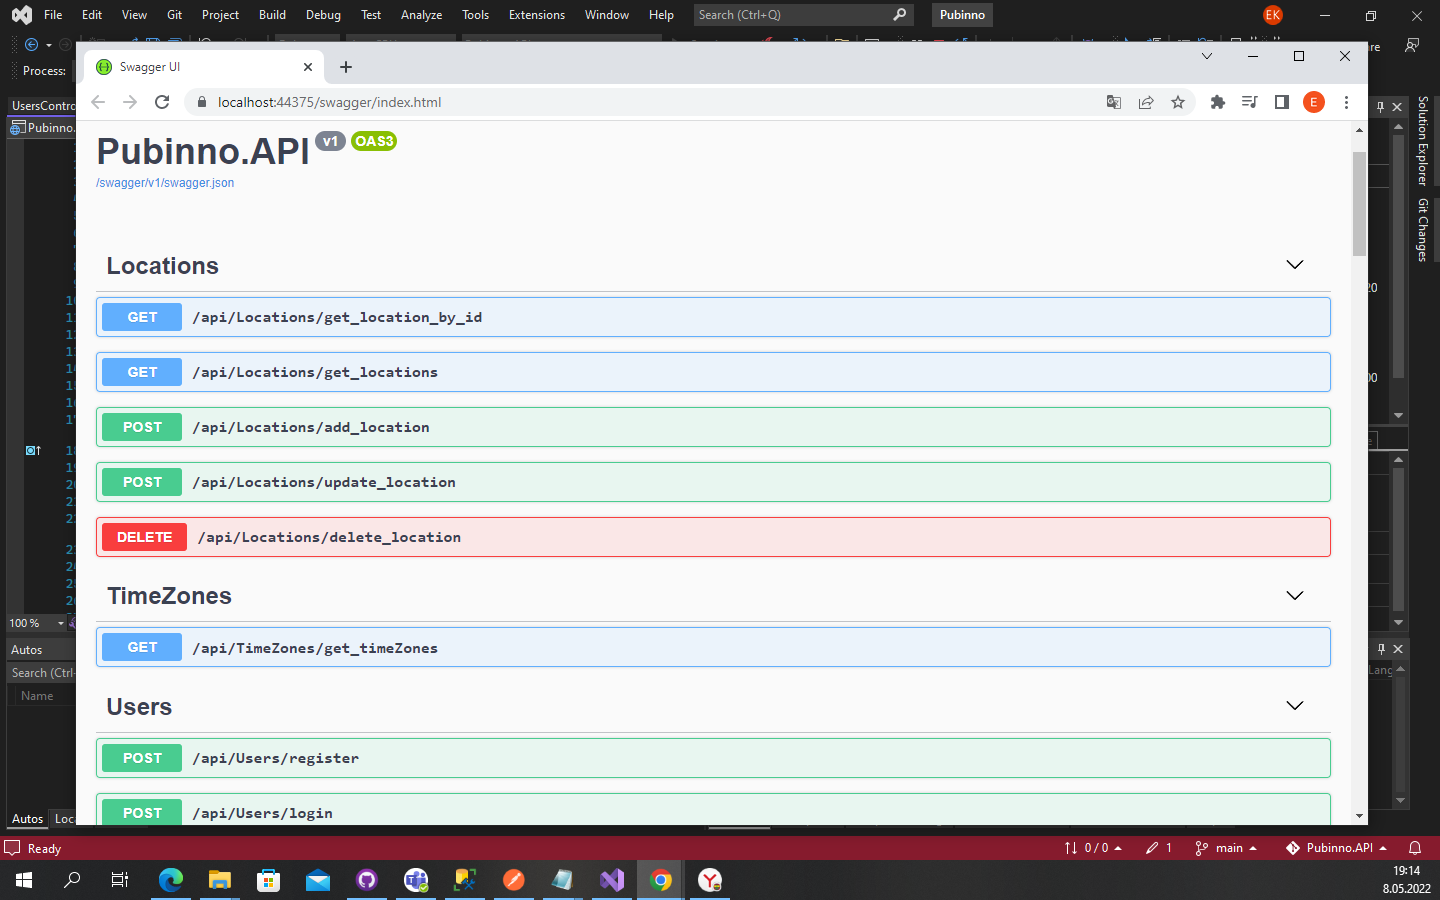 File Edit View Git Project Build Debug Test Analyze Tools Extensions Window Help Search (Ctrl+Q) Pubinno EK
Process:
Swagger UI
localhost:44375/swagger/index.html E
UsersContro
Pubinno.
Pubinno.API v1 OAS3
/swagger/v1/swagger.json
Locations
GET /api/Locations/get_location_by_id
GET /api/Locations/get_locations
POST /api/Locations/add_location
POST /api/Locations/update_location
DELETE /api/Locations/delete_location
TimeZones
GET /api/TimeZones/get_timeZones
Users
POST /api/Users/register
POST /api/Users/login
100 %
Autos
Search (Ctrl-
Name
Lang
Autos Loca
Solution Explorer
Git Changes
Ready 0 / 0 1 main Pubinno.API
19:14
8.05.2022